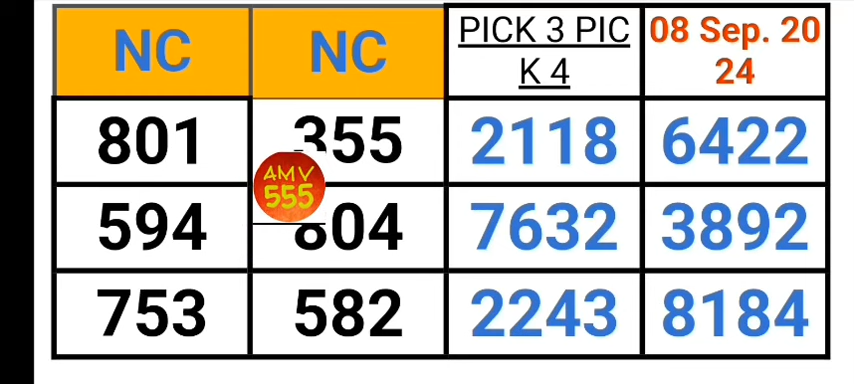 NC NC PICK 3 PIC 08 Sep. 20
K 4 24
801 355 2118 6422
AMV
555
594 804 7632 3892
753 582 2243 8184